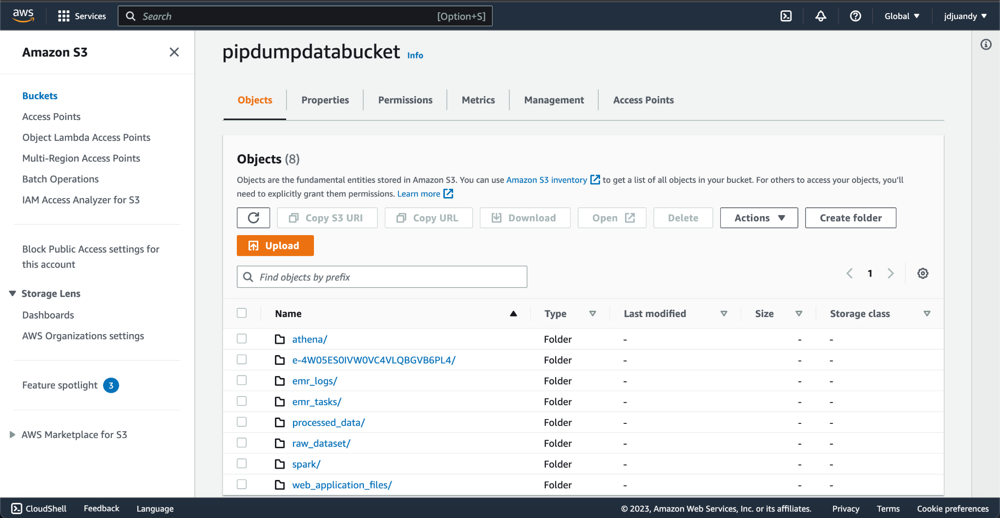 aws
Services
Search
[Option+S]
Global
jdjuandy
Amazon S3
Buckets
Access Points
Object Lambda Access Points
Multi-Region Access Points
Batch Operations
IAM Access Analyzer for S3
Block Public Access settings for
this account
Storage Lens
Dashboards
AWS Organizations settings
Feature spotlight 3
AWS Marketplace for S3
pipdumpdatabucket Info
Objects
Properties
Permissions
Metrics
Management
Access Points
Objects (8)
Objects are the fundamental entities stored in Amazon S3. You can use Amazon S3 inventory to get a list of all objects in your bucket. For others to access your objects, you'll
need to explicitly grant them permissions. Learn more
Copy S3 URI
Copy URL
Download
Open
Delete
Actions
Create folder
Upload
Find objects by prefix
1
Name Type Last modified Size Storage class
athena/ Folder - - -
e-4W05ES0IVW0VC4VLQBGVB6PL4/ Folder - - -
emr_logs/ Folder - - -
emr_tasks/ Folder - - -
processed_data/ Folder - - -
raw_dataset/ Folder - - -
spark/ Folder - - -
web_application_files/ Folder - - -
CloudShell
Feedback
Language
© 2023, Amazon Web Services, Inc. or its affiliates.
Privacy
Terms
Cookie preferences